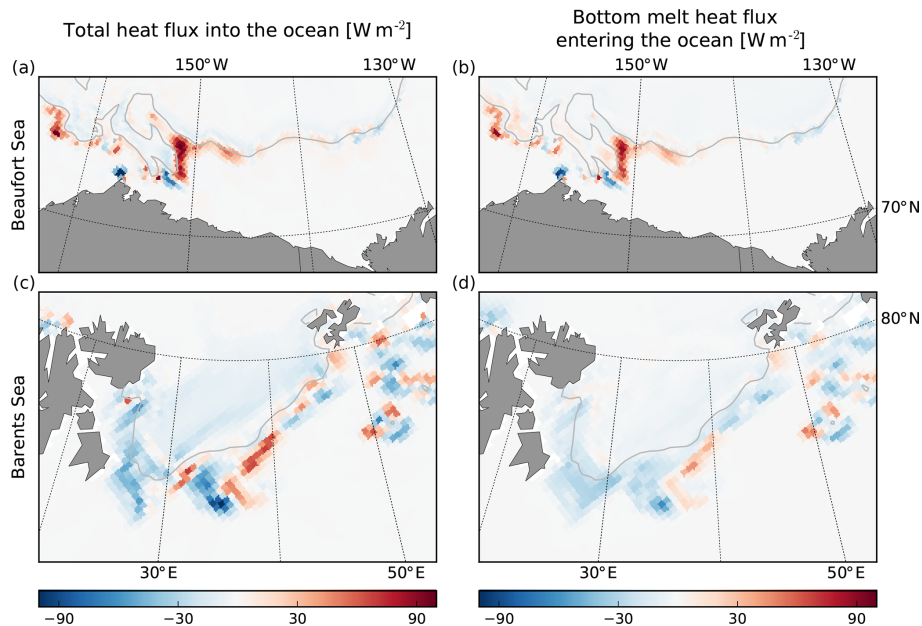 Total heat flux into the ocean [W m-2]
Bottom melt heat flux
entering the ocean [W m-2]
(a)
150°W
130°W
(b)
150°W
130°W
Beaufort Sea
70°N
(c)
(d)
80°N
Barents Sea
30°E
50°E
30°E
50°E
−90
−30
30
90
−90
−30
30
90